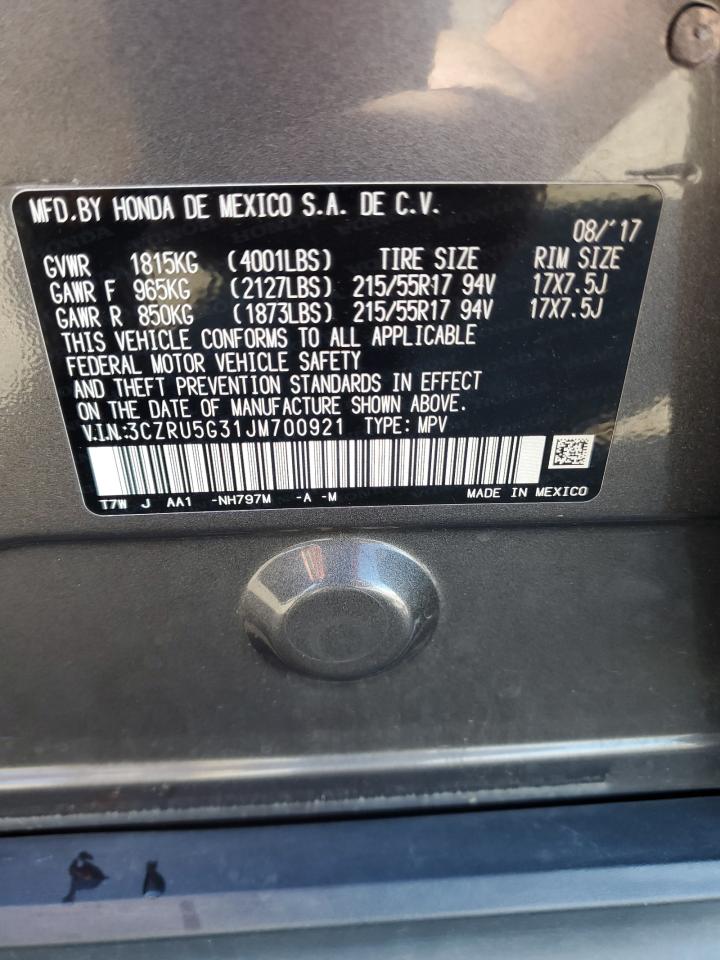 MFD.BY HONDA DE MEXICO S.A. DE C.V.
08/'17
GVWR 1815KG (4001LBS) TIRE SIZE RIM SIZE
GAWR F 965KG (2127LBS) 215/55R17 94V 17X7.5J
GAWR R 850KG (1873LBS) 215/55R17 94V 17X7.5J
THIS VEHICLE CONFORMS TO ALL APPLICABLE
FEDERAL MOTOR VEHICLE SAFETY
AND THEFT PREVENTION STANDARDS IN EFFECT
ON THE DATE OF MANUFACTURE SHOWN ABOVE.
V.I.N:3CZRU5G31JM700921 TYPE: MPV
T7W J AA1 -NH797M -A -M MADE IN MEXICO